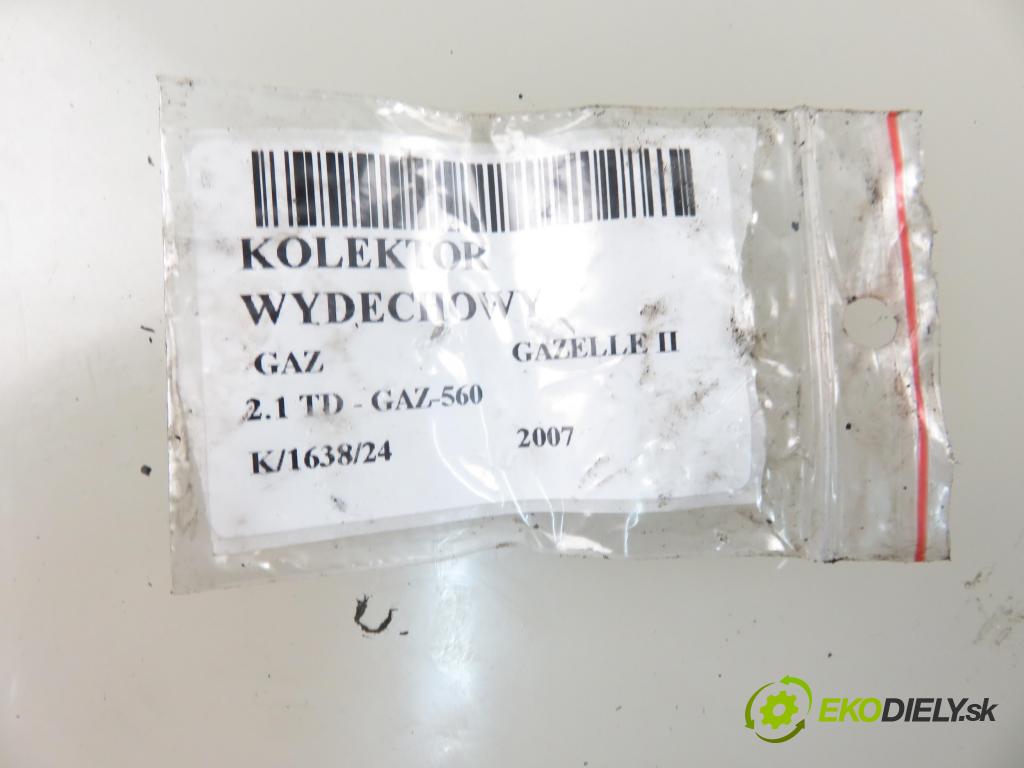 KOLEKTOR
WYDECHOWY
GAZ GAZELLE II
2.1 TD - GAZ-560
K/1638/24 2007
EKODIELY.sk